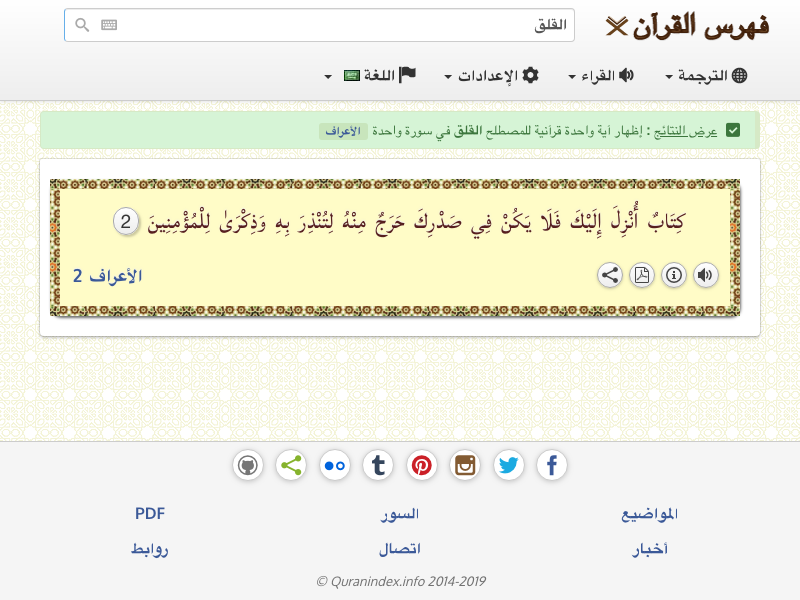 فهرس القرآن
القلق
الترجمة
القراء
الإعدادات
اللغة
عرض النتائج : إظهار آية واحدة قرآنية للمصطلح القلق في سورة واحدة الأعراف
كِتَابٌ أُنْزِلَ إِلَيْكَ فَلَا يَكُنْ فِي صَدْرِكَ حَرَجٌ مِنْهُ لِتُنْذِرَ بِهِ وَذِكْرَىٰ لِلْمُؤْمِنِينَ 2
الأعراف 2
المواضيع
السور
PDF
أخبار
اتصال
روابط
© Quranindex.info 2014-2019